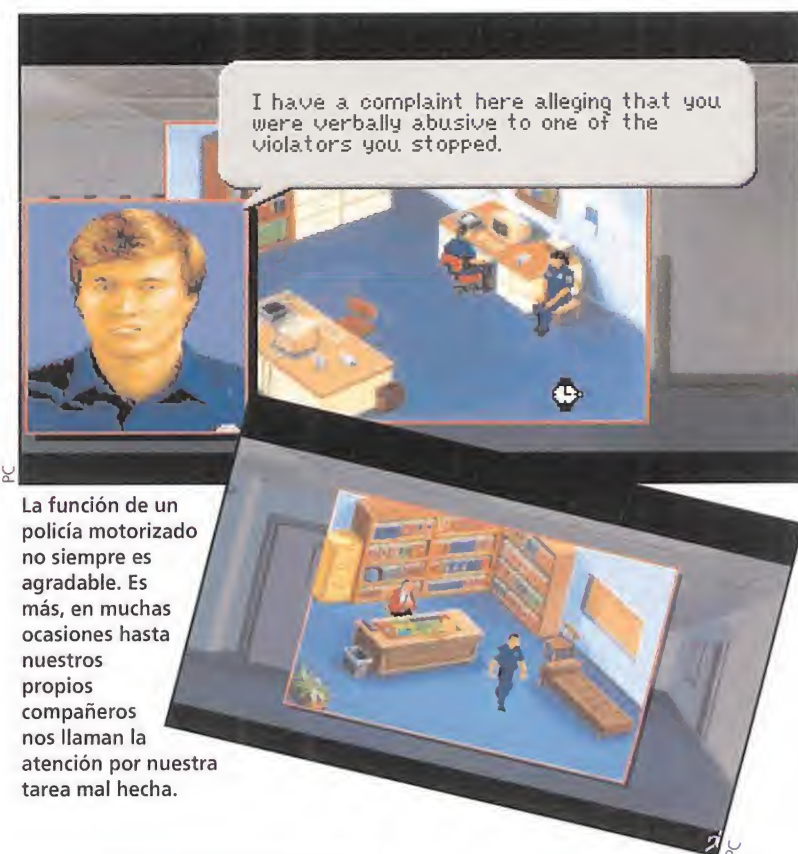 I have a complaint here alleging that you
were verbally abusive to one of the
violators you stopped.
PC
La función de un
policía motorizado
no siempre es
agradable. Es
más, en muchas
ocasiones hasta
nuestros
propios
compañeros
nos llaman la
atención por nuestra
tarea mal hecha.
PC